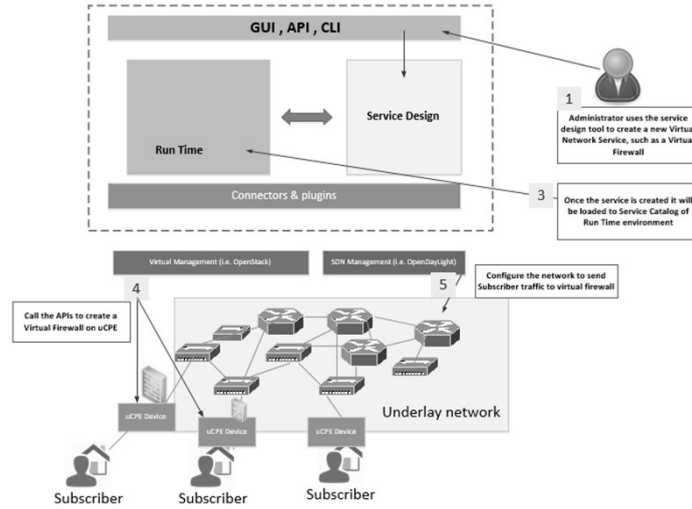 GUI , API , CLI
1
Administrator uses the service
design tool to create a new Virtua
Network Service, such as a Virtua
Firewall
Service Design
Run Time
3
Once the service is created it will
be loaded to Service Catalog of
Run Time environment
Connectors & plugins
Virtual Management (i.e. OpenStack)
SDN Management (i.e. OpenDayLight)
4
5
Configure the network to send
Subscriber traffic to virtual firewall
Call the APIs to create a
Virtual Firewall on uCPE
Underlay network
uCPE Device
uCPE Device
uCPE Device
Subscriber
Subscriber
Subscriber